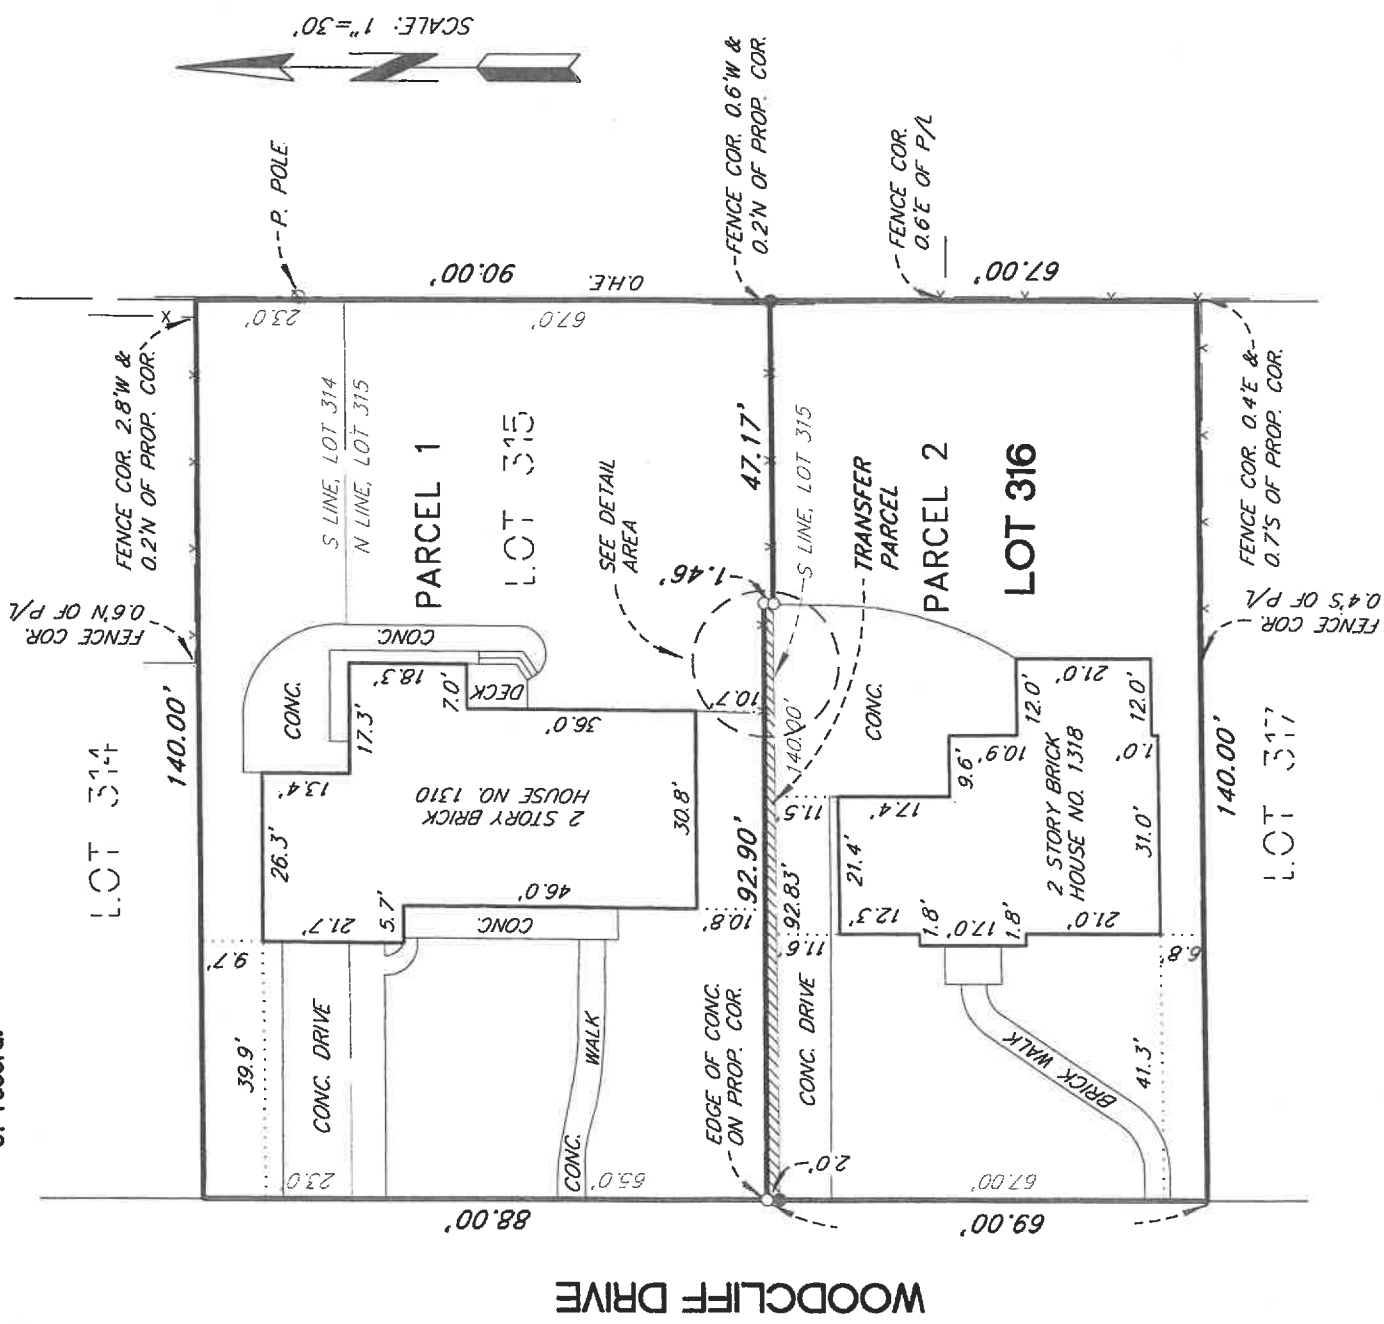 of record.
SCALE: 1"=30'
P. POLE
FENCE COR. 0.6'W &
0.2'N OF PROP. COR.
FENCE COR.
0.6'E OF P/L
90.00'
O.H.E.
67.00'
23.0'
67.0'
FENCE COR. 2.8'W &
0.2'N OF PROP. COR.
S LINE, LOT 314
N LINE, LOT 315
PARCEL 1
LOT 315
47.17'
S LINE, LOT 315
TRANSFER
PARCEL
PARCEL 2
LOT 316
FENCE COR. 0.4'E &
0.7'S OF PROP. COR.
SEE DETAIL
AREA
1.46'
FENCE COR.
0.6'N OF P/L
FENCE COR.
0.4'S OF P/L
LOT 314
140.00'
CONC.
CONC.
18.3'
17.3'
7.0'
DECK
36.0'
10.7'
13.4'
2 STORY BRICK
HOUSE NO. 1310
26.3'
30.8'
5.7'
46.0'
21.7'
CONC.
10.8'
92.90'
92.83'
140.00'
CONC.
11.5
21.0'
12.0'
12.0'
10.9'
9.6'
1.0'
17.4'
21.4'
31.0'
2 STORY BRICK
HOUSE NO. 1318
12.3'
1.8'
17.0'
1.8'
21.0'
11.6
6.8'
140.00'
LOT 317
9.7'
39.9'
CONC. DRIVE
23.0'
CONC.
WALK
65.0'
EDGE OF CONC.
ON PROP. COR.
CONC. DRIVE
2.0'
BRICK WALK
41.3'
67.00'
88.00'
69.00'
WOODCLIFF DRIVE